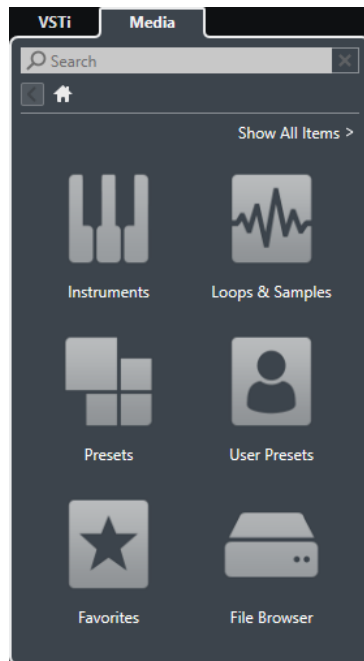 VSTi Media
Search
Show All Items >
Instruments Loops & Samples
Presets User Presets
Favorites File Browser